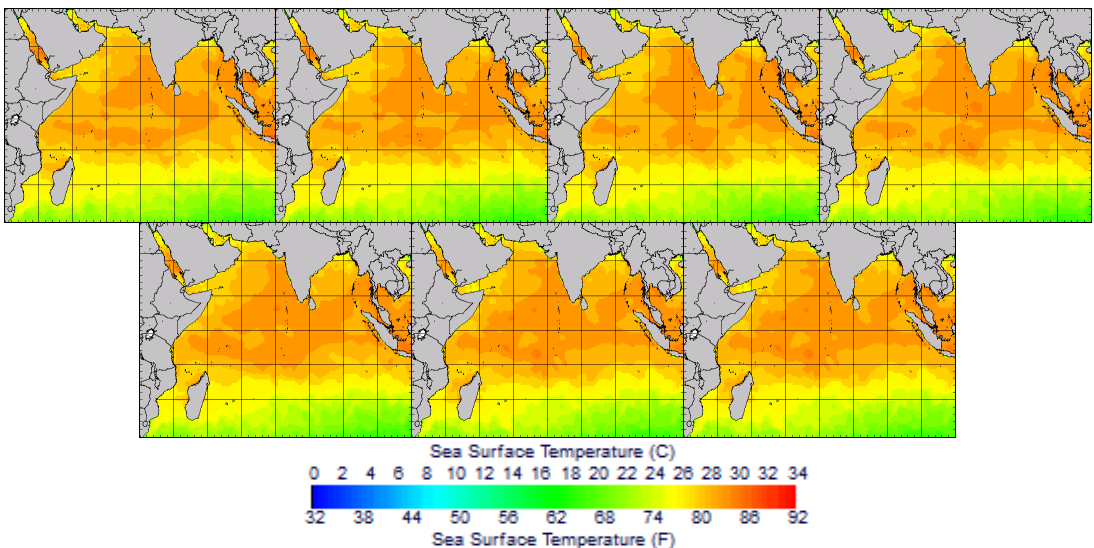 Sea Surface Temperature (C)
0 2 4 6 8 10 12 14 16 18 20 22 24 26 28 30 32 34
32 38 44 50 56 62 68 74 80 86 92
Sea Surface Temperature (F)